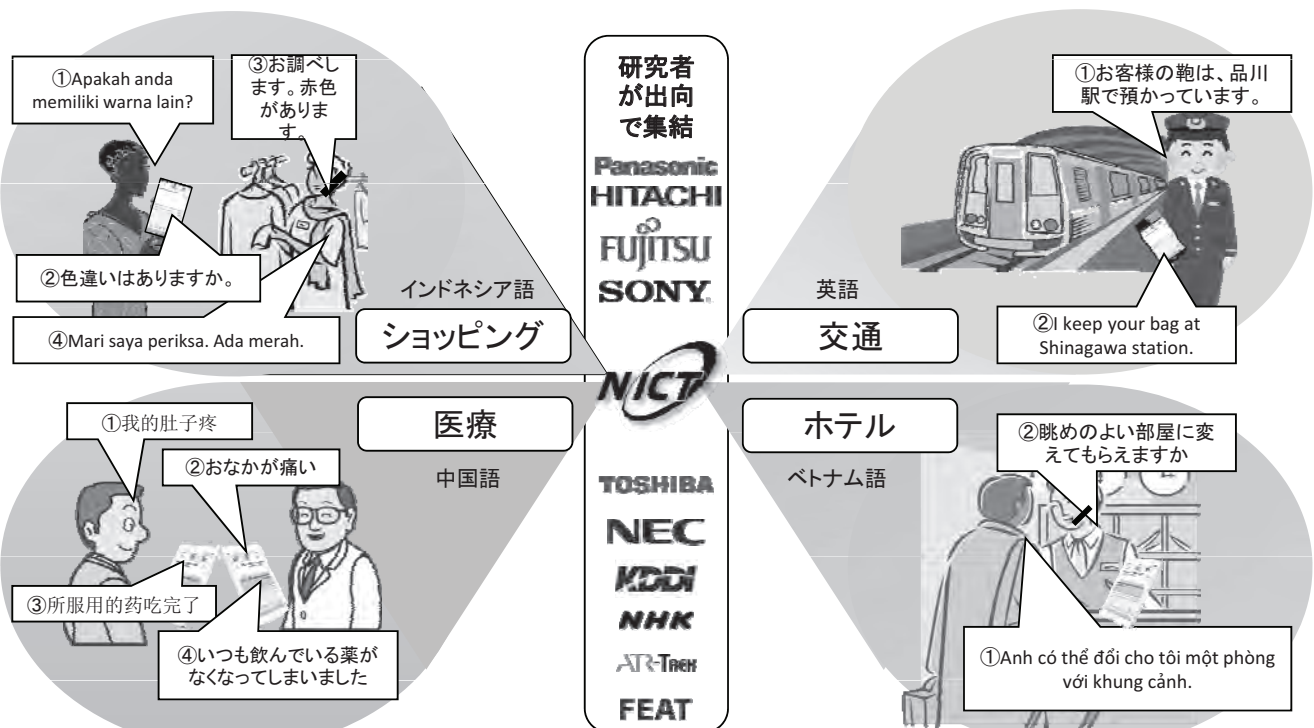 ①Apakah anda
memiliki warna lain?
③お調べし
ます。赤色
がありま
す。
②色違いはありますか。
④Mari saya periksa. Ada merah.
インドネシア語
ショッピング
研究者
が出向
で集結
Panasonic
HITACHI
FUJITSU
SONY
NICT
TOSHIBA
NEC
KDDI
NHK
ATR-Trek
FEAT
①お客様の鞄は、品川
駅で預かっています。
②I keep your bag at
Shinagawa station.
英語
交通
医療
中国語
①我的肚子疼
②おなかが痛い
③所服用的药吃完了
④いつも飲んでいる薬が
なくなってしまいました
ホテル
ベトナム語
②眺めのよい部屋に変
えてもらえますか
①Anh có thể đổi cho tôi một phòng
với khung cảnh.